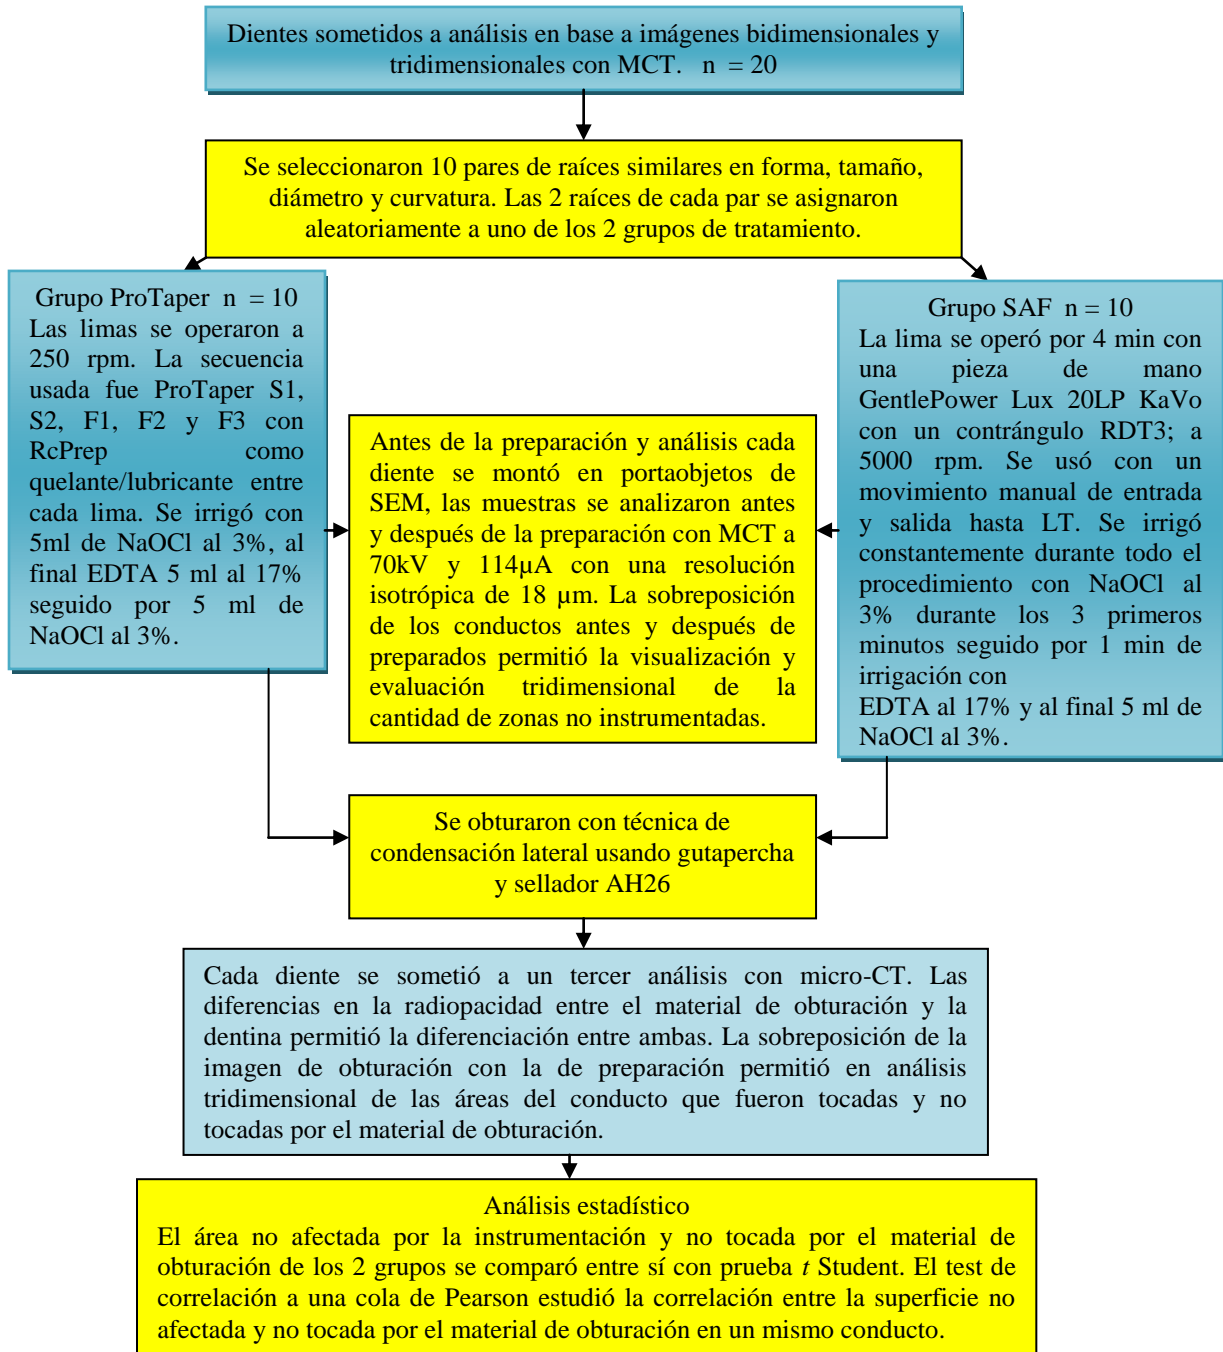 Dientes sometidos a análisis en base a imágenes bidimensionales y
tridimensionales con MCT. n = 20
Se seleccionaron 10 pares de raíces similares en forma, tamaño,
diámetro y curvatura. Las 2 raíces de cada par se asignaron
aleatoriamente a uno de los 2 grupos de tratamiento.
Grupo ProTaper n = 10
Las limas se operaron a
250 rpm. La secuencia
usada fue ProTaper S1,
S2, F1, F2 y F3 con
RcPrep como
quelante/lubricante entre
cada lima. Se irrigó con
5ml de NaOCl al 3%, al
final EDTA 5 ml al 17%
seguido por 5 ml de
NaOCl al 3%.
Antes de la preparación y análisis cada
diente se montó en portaobjetos de
SEM, las muestras se analizaron antes
y después de la preparación con MCT a
70kV y 114µA con una resolución
isotrópica de 18 µm. La sobreposición
de los conductos antes y después de
preparados permitió la visualización y
evaluación tridimensional de la
cantidad de zonas no instrumentadas.
Grupo SAF n = 10
La lima se operó por 4 min con
una pieza de mano
GentlePower Lux 20LP KaVo
con un contrángulo RDT3; a
5000 rpm. Se usó con un
movimiento manual de entrada
y salida hasta LT. Se irrigó
constantemente durante todo el
procedimiento con NaOCl al
3% durante los 3 primeros
minutos seguido por 1 min de
irrigación con
EDTA al 17% y al final 5 ml de
NaOCl al 3%.
Se obturaron con técnica de
condensación lateral usando gutapercha
y sellador AH26
Cada diente se sometió a un tercer análisis con micro-CT. Las
diferencias en la radiopacidad entre el material de obturación y la
dentina permitió la diferenciación entre ambas. La sobreposición de la
imagen de obturación con la de preparación permitió en análisis
tridimensional de las áreas del conducto que fueron tocadas y no
tocadas por el material de obturación.
Análisis estadístico
El área no afectada por la instrumentación y no tocada por el material de
obturación de los 2 grupos se comparó entre sí con prueba t Student. El test de
correlación a una cola de Pearson estudió la correlación entre la superficie no
afectada y no tocada por el material de obturación en un mismo conducto.